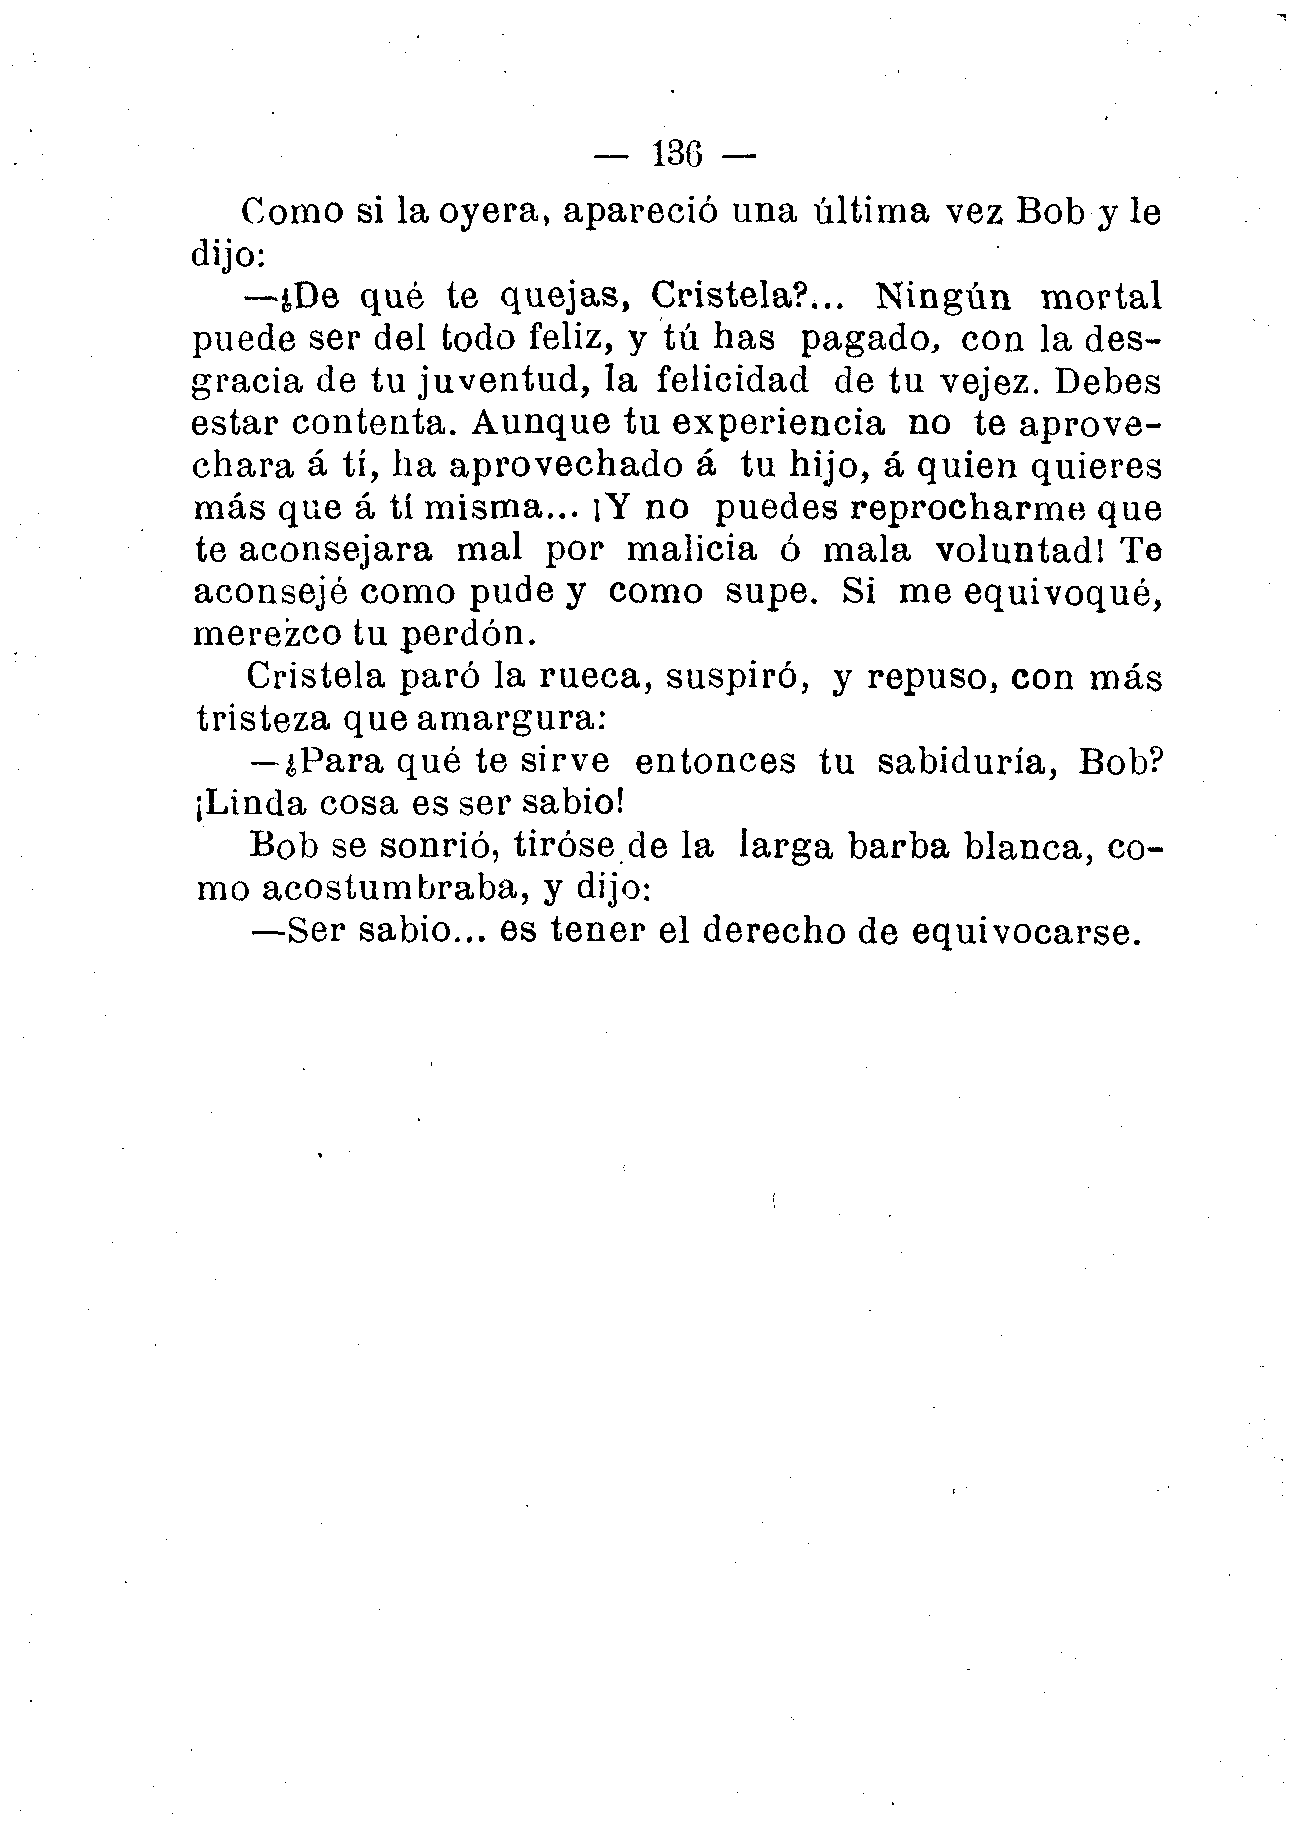 — 136 —
Como si la oyera, apareció una última vez Bob y le
dijo:
—¿De qué te quejas, Cristela?... Ningún mortal
puede ser del todo feliz, y tú has pagado, con la des-
gracia de tu juventud, la felicidad de tu vejez. Debes
estar contenta. Aunque tu experiencia no te aprove-
chara á tí, ha aprovechado á tu hijo, á quien quieres
más que á tí misma... ¡Y no puedes reprocharme que
te aconsejara mal por malicia ó mala voluntad! Te
aconsejé como pude y como supe. Si me equivoqué,
merezco tu perdón.
Cristela paró la rueca, suspiró, y repuso, con más
tristeza que amargura:
—¿Para qué te sirve entonces tu sabiduría, Bob?
¡Linda cosa es ser sabio!
Bob se sonrió, tiróse de la larga barba blanca, co-
mo acostumbraba, y dijo:
—Ser sabio... es tener el derecho de equivocarse.